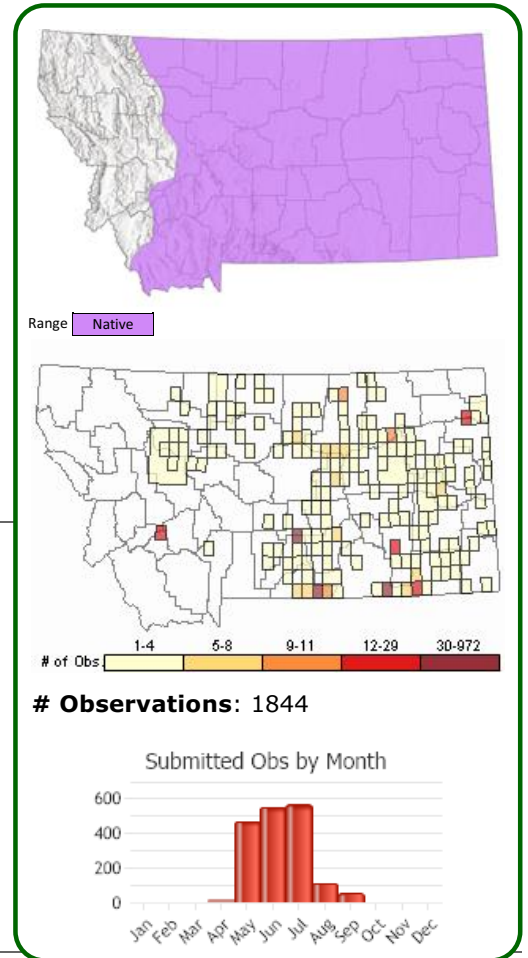 Range Native
1-4 5-8 9-11 12-29 30-972
# of Obs.
# Observations: 1844
Submitted Obs by Month
600
400
200
0
Jan Feb Mar Apr May Jun Jul Aug Sep Oct Nov Dec